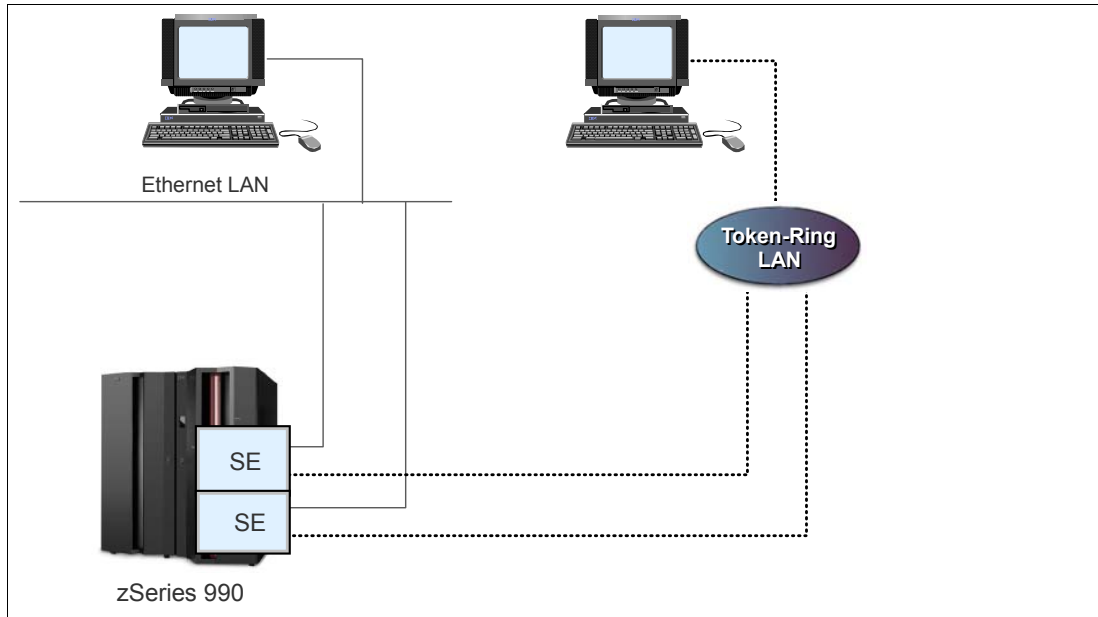 Ethernet LAN
Token-Ring
LAN
SE
SE
zSeries 990